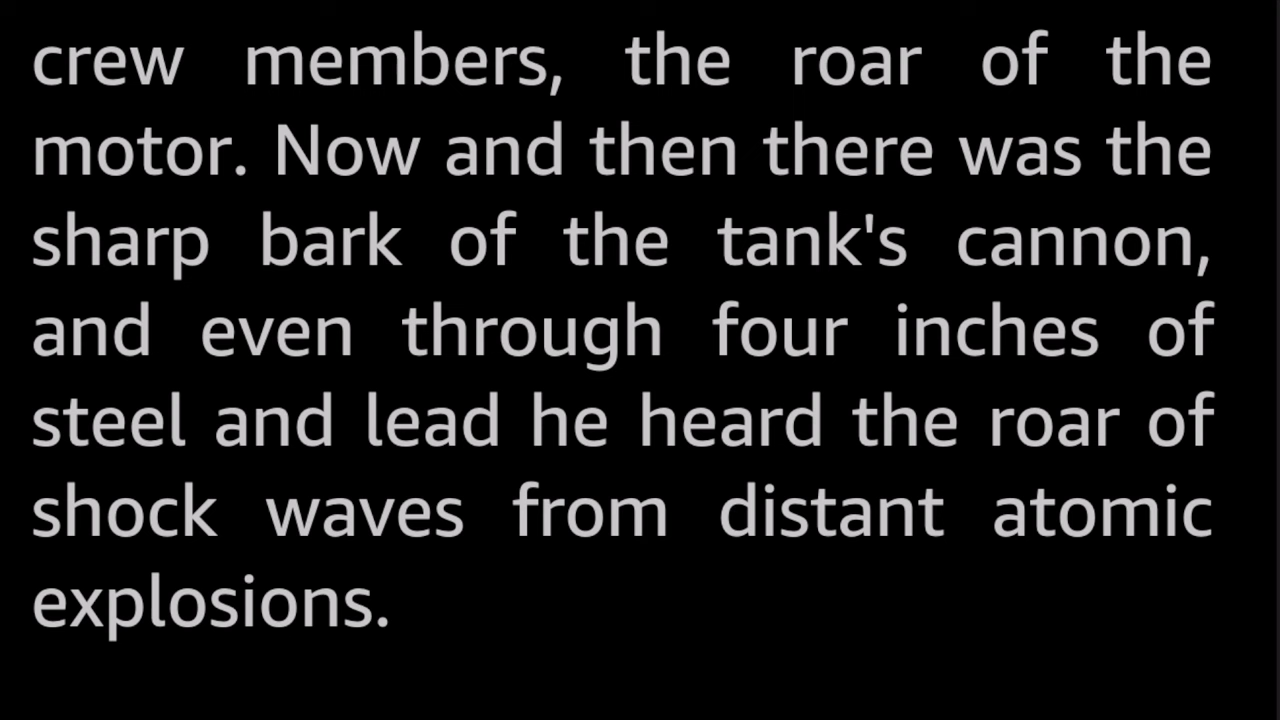 crew members, the roar of the
motor. Now and then there was the
sharp bark of the tank's cannon,
and even through four inches of
steel and lead he heard the roar of
shock waves from distant atomic
explosions.